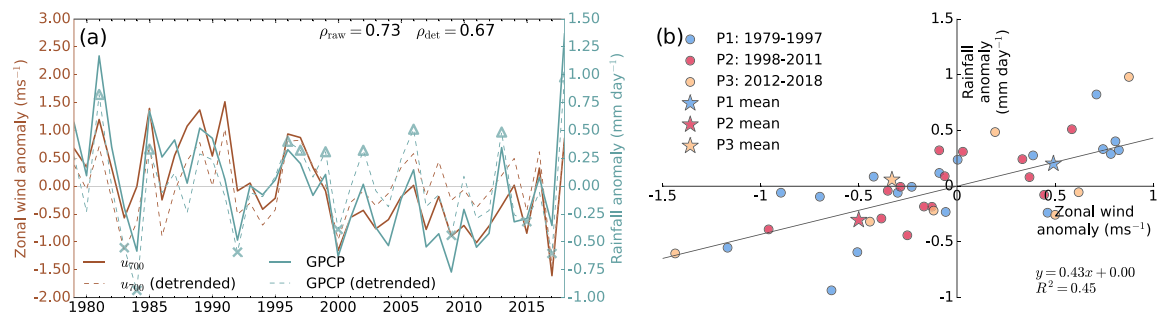 (a)
ρraw = 0.73 ρdet = 0.67
Zonal wind anomaly (ms⁻¹)
3.00
2.50
2.00
1.50
1.00
0.50
0.00
-0.50
-1.00
-1.50
-2.00
1.50
1.25
1.00
0.75
0.50
0.25
0.00
-0.25
-0.50
-0.75
-1.00
Rainfall anomaly (mm day⁻¹)
u700 GPCP
u700 (detrended) GPCP (detrended)
1980 1985 1990 1995 2000 2005 2010 2015
(b)
P1: 1979-1997
P2: 1998-2011
P3: 2012-2018
P1 mean
P2 mean
P3 mean
Rainfall
anomaly
(mm day⁻¹)
1
0.5
-0.5
-1
-1.5 -1 -0.5 0 0.5 1
Zonal wind
anomaly (ms⁻¹)
y = 0.43x + 0.00
R² = 0.45